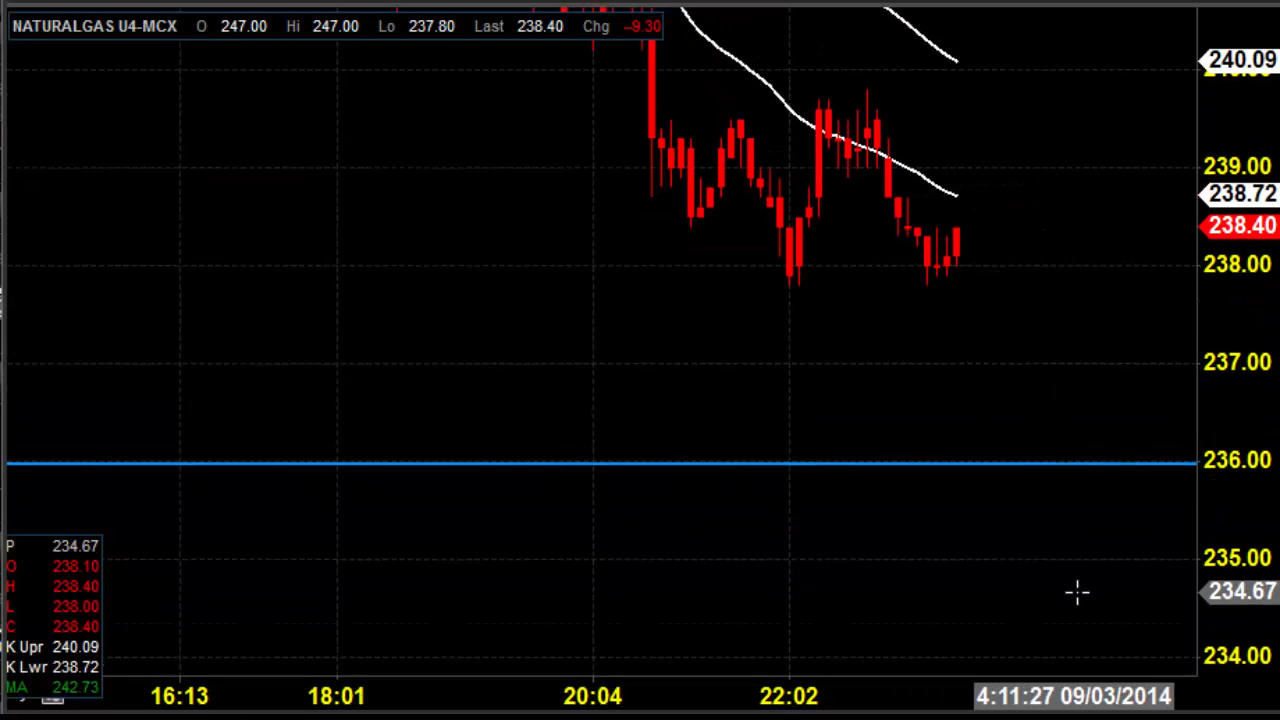 NATURALGAS U4-MCX O 247.00 Hi 247.00 Lo 237.80 Last 238.40 Chg -9.30
240.09
239.00
238.72
238.40
238.00
237.00
236.00
235.00
234.67
234.00
P 234.67
O 238.10
H 238.40
L 238.00
C 238.40
K Upr 240.09
K Lwr 238.72
MA 242.73
16:13 18:01 20:04 22:02 4:11:27 09/03/2014